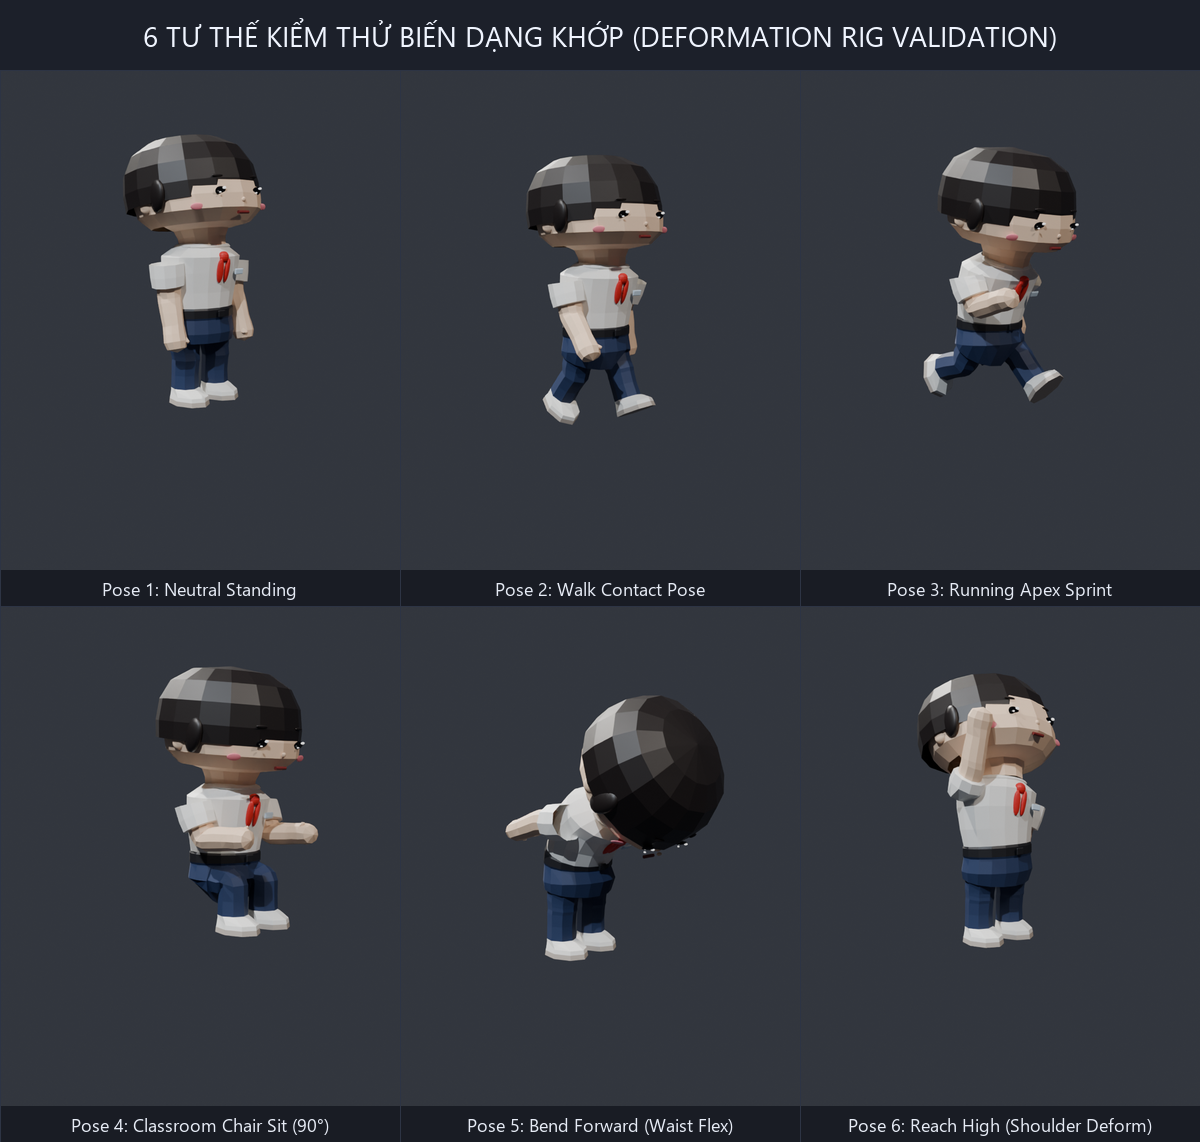 6 TƯ THẾ KIỂM THỬ BIẾN DẠNG KHỚP (DEFORMATION RIG VALIDATION)
Pose 1: Neutral Standing
Pose 2: Walk Contact Pose
Pose 3: Running Apex Sprint
Pose 4: Classroom Chair Sit (90°)
Pose 5: Bend Forward (Waist Flex)
Pose 6: Reach High (Shoulder Deform)